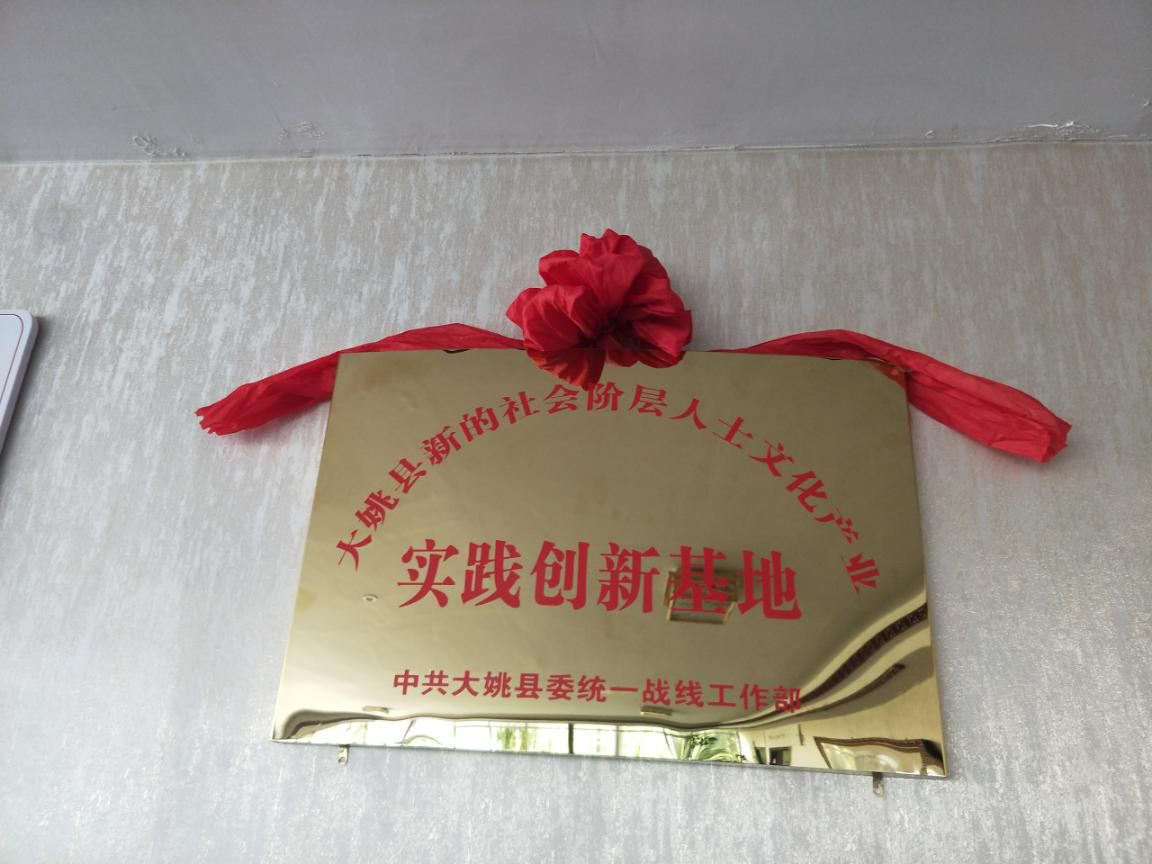 大姚县新的社会阶层人士文化产业
实践创新基地
中共大姚县委统一战线工作部